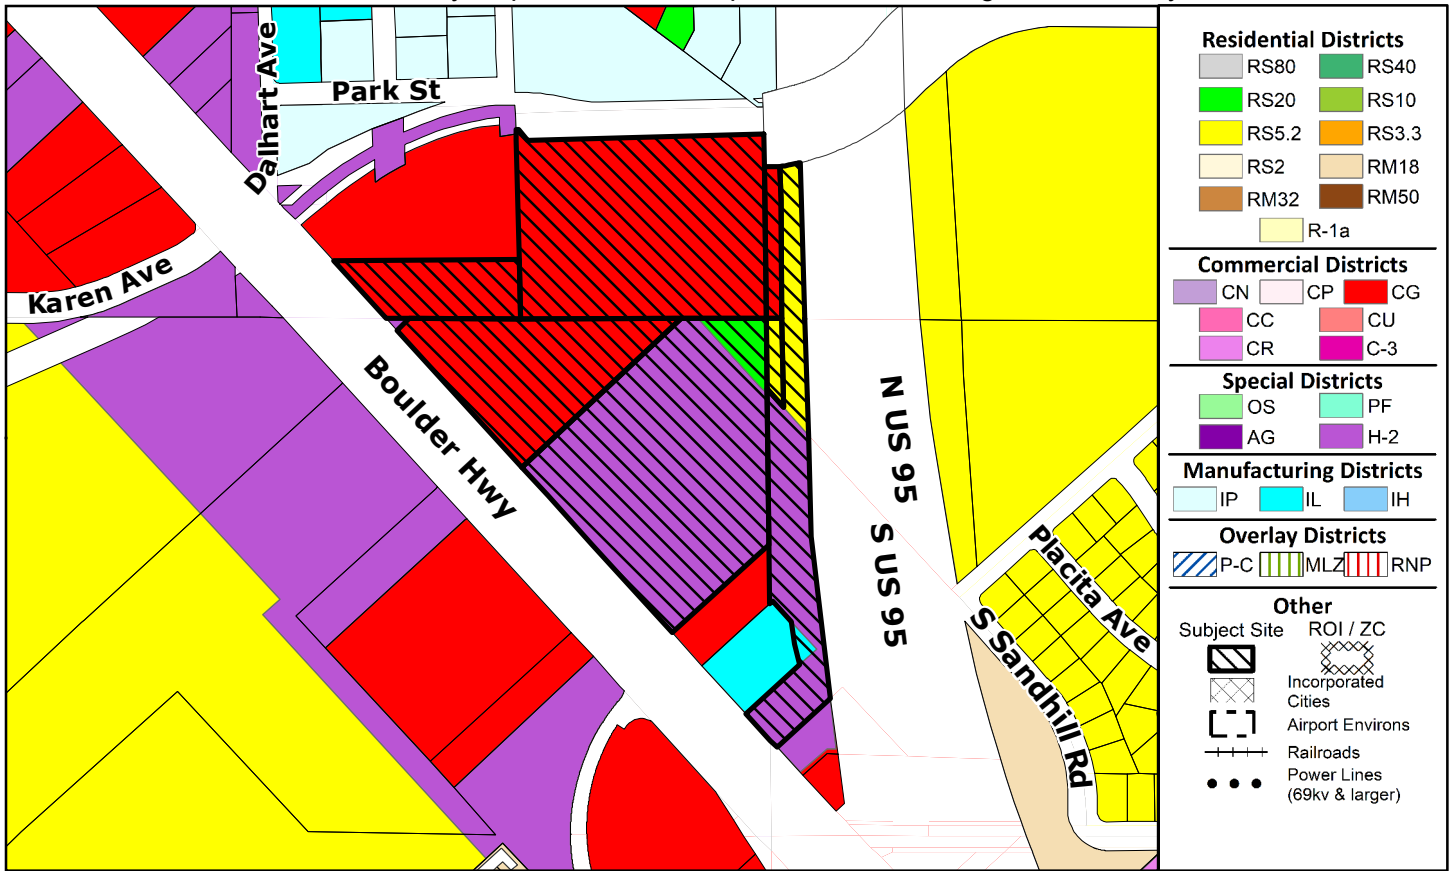 Park St
Dalhart Ave
Karen Ave
Boulder Hwy
N US 95
S US 95
Placita Ave
S Sandhill Rd
Residential Districts
RS80 RS40
RS20 RS10
RS5.2 RS3.3
RS2 RM18
RM32 RM50
R-1a
Commercial Districts
CN CP CG
CC CU
CR C-3
Special Districts
OS PF
AG H-2
Manufacturing Districts
IP IL IH
Overlay Districts
P-C MLZ RNP
Other
Subject Site ROI / ZC
Incorporated
Cities
Airport Environs
Railroads
Power Lines
(69kv & larger)